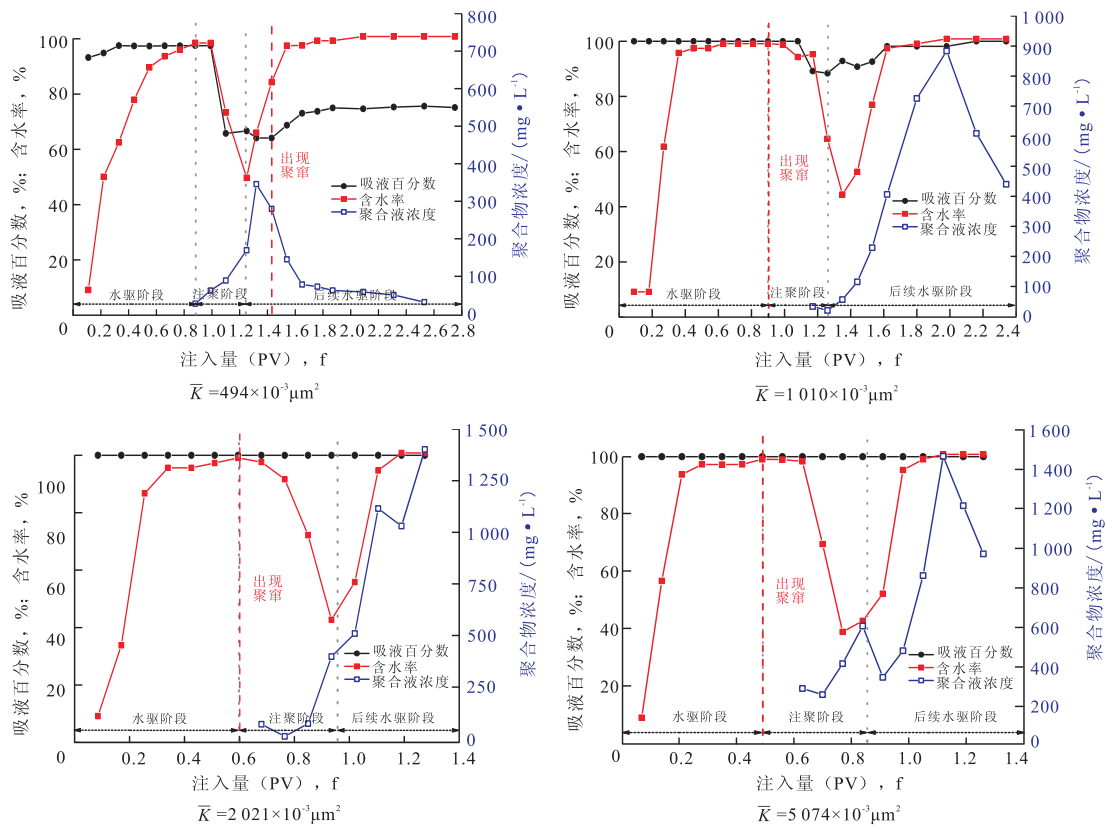 吸液百分数，%；含水率，%
100
80
60
40
20
0
800
700
600
500
400
300
200
100
0
聚合物浓度/(mg•L⁻¹)
出现
聚窜
吸液百分数
含水率
聚合液浓度
水驱阶段
注聚阶段
后续水驱阶段
0.2 0.6 1.0 1.4 1.6 2.0 2.4 2.8
注入量（PV），f
K̅=494×10⁻³μm²
吸液百分数，%；含水率，%
100
80
60
40
20
0
1 000
900
800
700
600
500
400
300
200
100
0
聚合物浓度/(mg•L⁻¹)
出现
聚窜
吸液百分数
含水率
聚合液浓度
水驱阶段
注聚阶段
后续水驱阶段
0.2 0.4 0.6 0.8 1.0 1.2 1.4 1.6 1.8 2.0 2.2 2.4
注入量（PV），f
K̅=1 010×10⁻³μm²
吸液百分数，%；含水率，%
100
80
60
40
20
0
1 500
1 250
1 000
750
500
250
0
聚合物浓度/(mg•L⁻¹)
出现
聚窜
吸液百分数
含水率
聚合液浓度
水驱阶段
注聚阶段
后续水驱阶段
0.2 0.4 0.6 0.8 1.0 1.2 1.4
注入量（PV），f
K̅=2 021×10⁻³μm²
吸液百分数，%；含水率，%
100
80
60
40
20
0
1 600
1 400
1 200
1 000
800
600
400
200
0
聚合物浓度/(mg•L⁻¹)
出现
聚窜
吸液百分数
含水率
聚合液浓度
水驱阶段
注聚阶段
后续水驱阶段
0.2 0.4 0.6 0.8 1.0 1.2 1.4
注入量（PV），f
K̅=5 074×10⁻³μm²